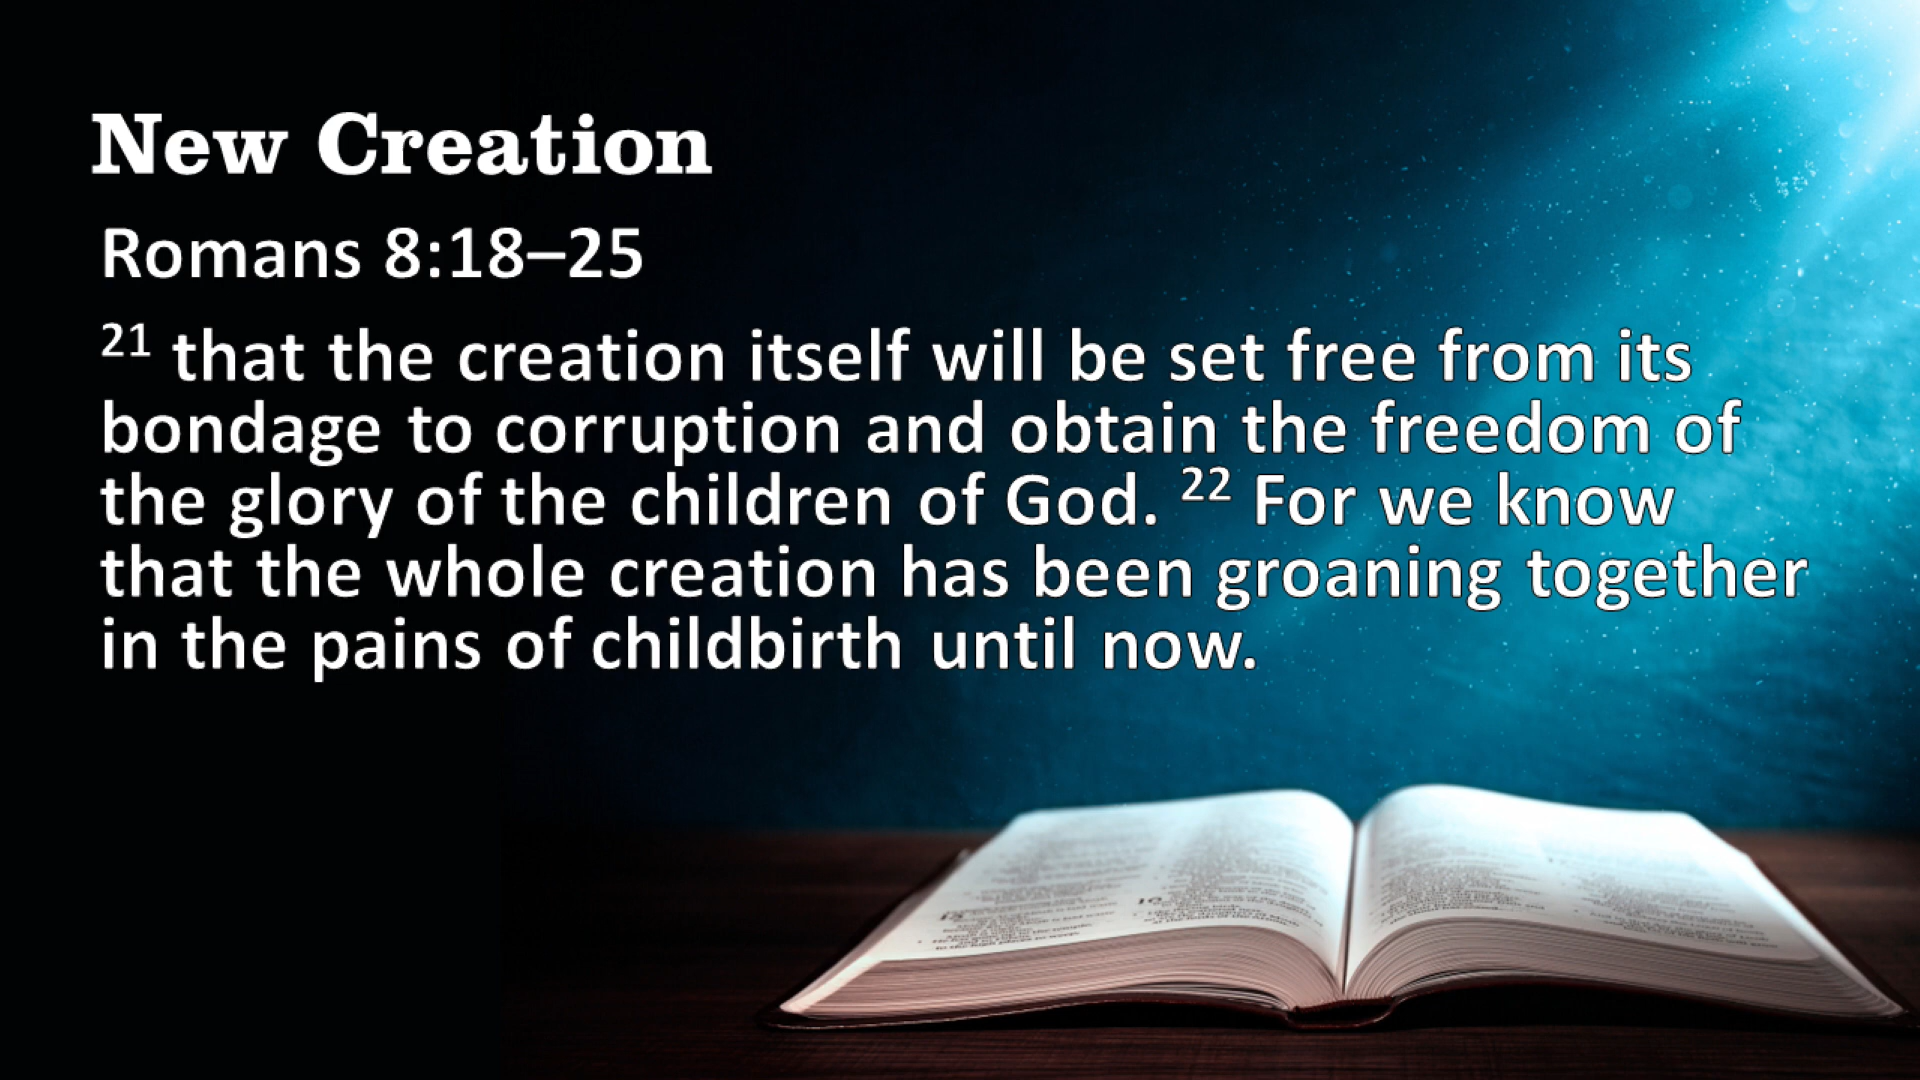 New Creation
Romans 8:18–25
21 that the creation itself will be set free from its
bondage to corruption and obtain the freedom of
the glory of the children of God. 22 For we know
that the whole creation has been groaning together
in the pains of childbirth until now.